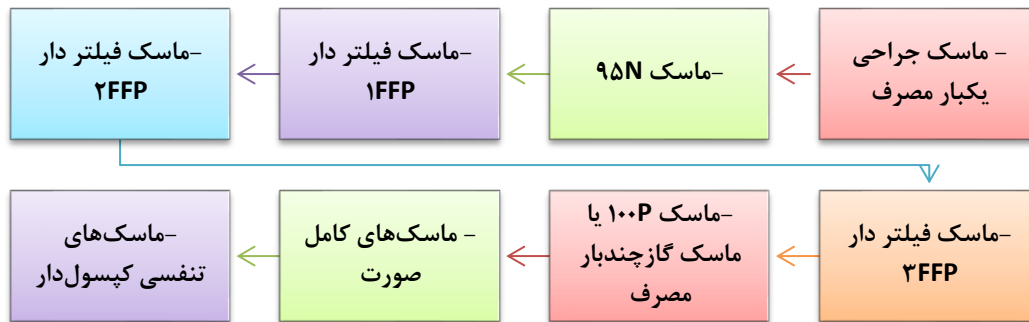 - ماسک جراحی
یکبار مصرف
-ماسک ۹۵N
-ماسک فیلتر دار
۱FFP
-ماسک فیلتر دار
۲FFP
-ماسک فیلتر دار
۳FFP
-ماسک ۱۰۰P یا
ماسک گازچندبار
مصرف
- ماسک‌های کامل
صورت
-ماسک‌های
تنفسی کپسول‌دار